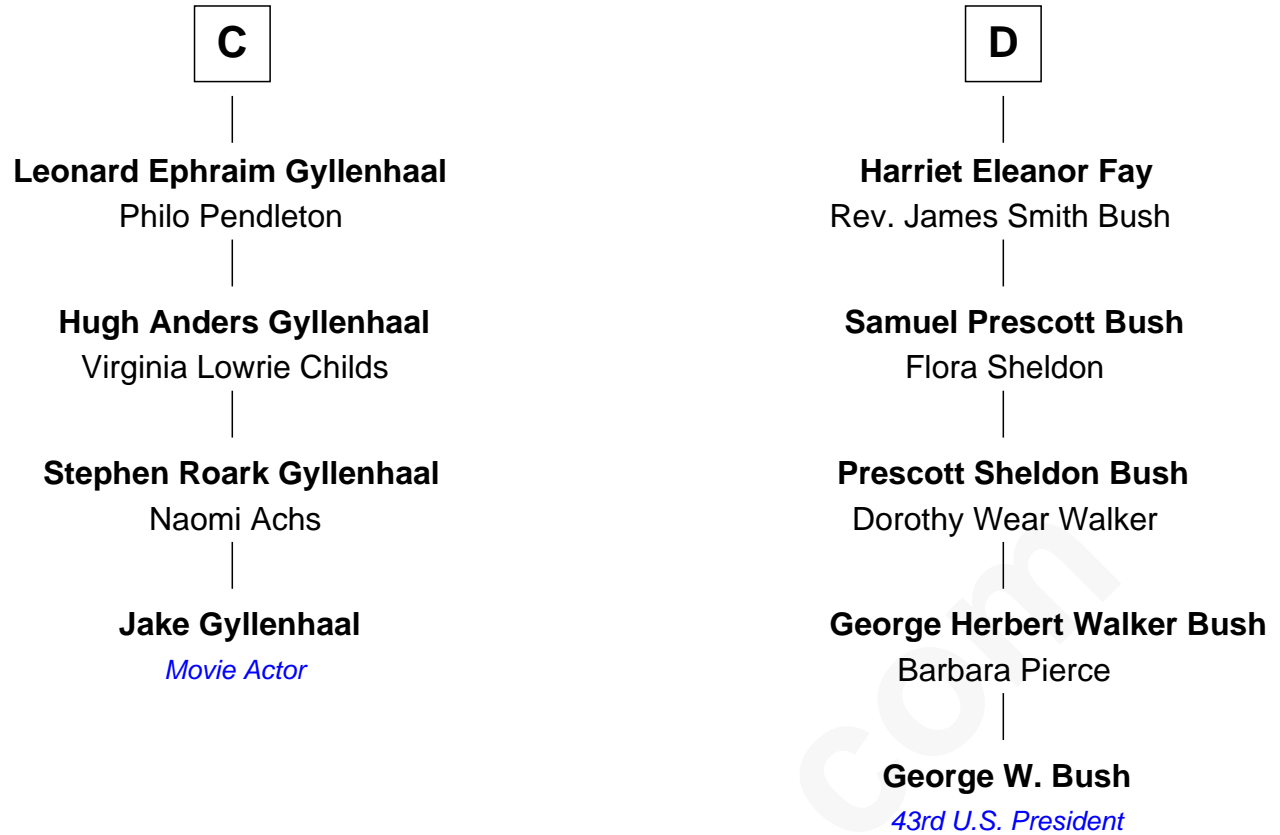 C
Leonard Ephraim Gyllenhaal
Philo Pendleton
Hugh Anders Gyllenhaal
Virginia Lowrie Childs
Stephen Roark Gyllenhaal
Naomi Achs
Jake Gyllenhaal
Movie Actor
D
Harriet Eleanor Fay
Rev. James Smith Bush
Samuel Prescott Bush
Flora Sheldon
Prescott Sheldon Bush
Dorothy Wear Walker
George Herbert Walker Bush
Barbara Pierce
George W. Bush
43rd U.S. President
com